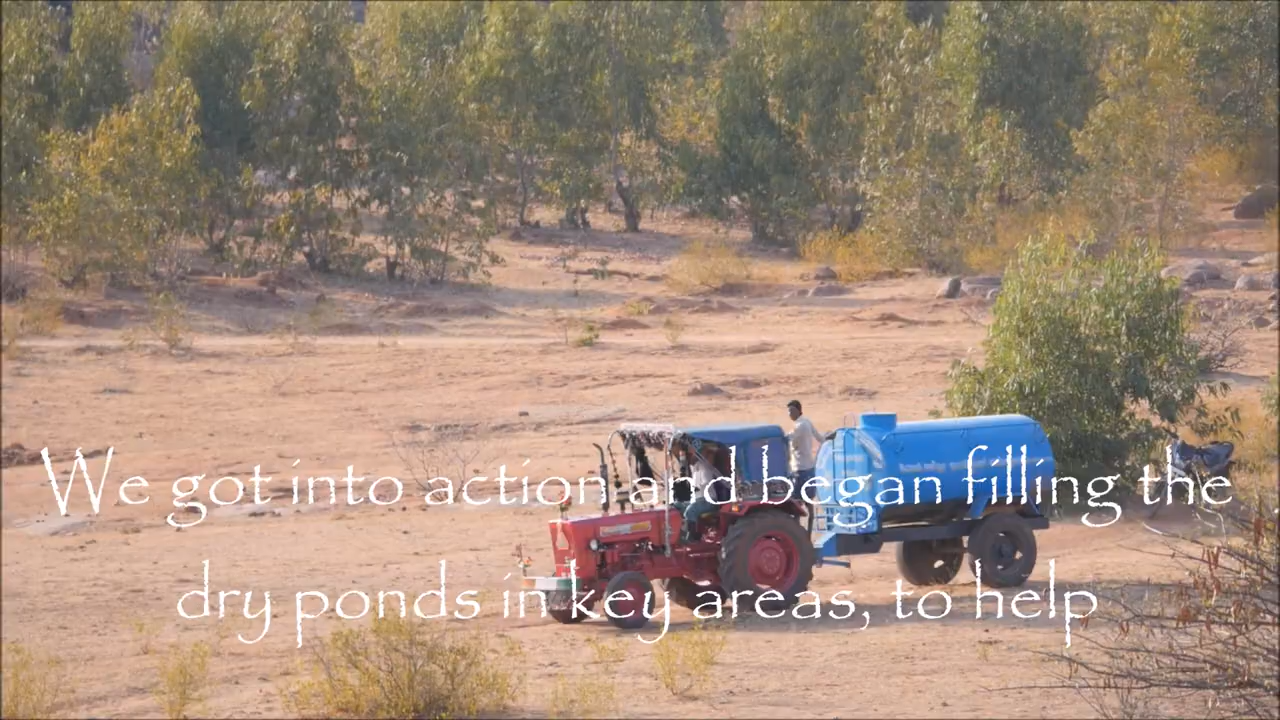 We got into action and began filling the
dry ponds in key areas, to help